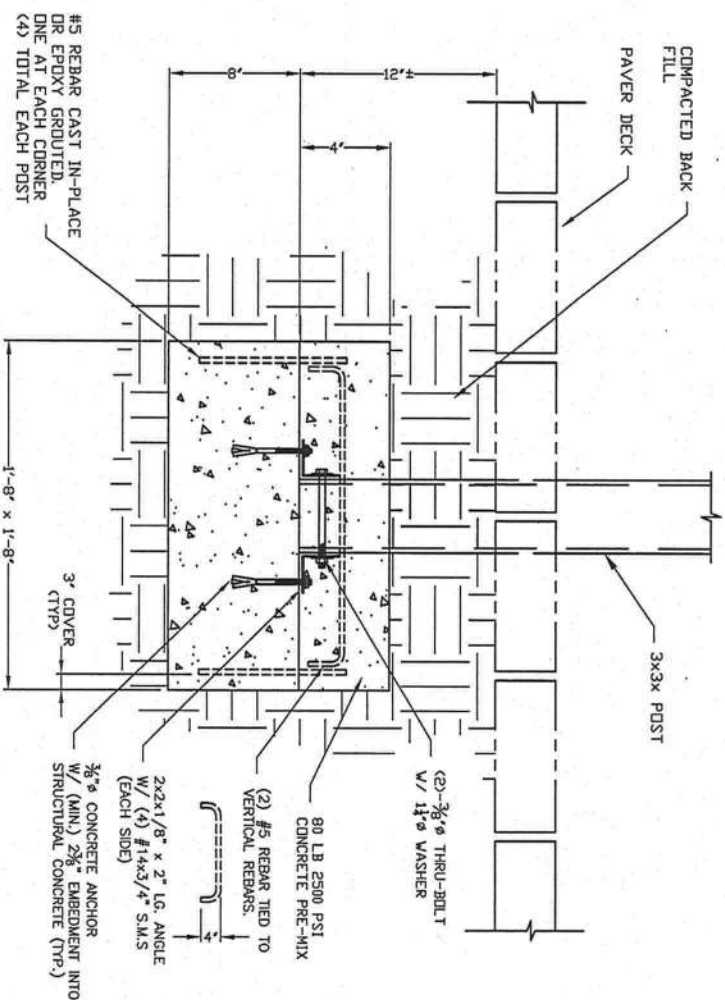 COMPACTED BACK
FILL
PAVER DECK
3x3x POST
12"±
4"
8"
(2)-3/8"ø THRU-BOLT
W/ 1¼"ø WASHER
80 LB 2500 PSI
CONCRETE PRE-MIX
(2) #5 REBAR TIED TO
VERTICAL REBARS.
4"
2x2x1/8" x 2" LG. ANGLE
W/ (4) #14x3/4" S.M.S
(EACH SIDE)
3/8"ø CONCRETE ANCHOR
W/ (MIN.) 2⅜" EMBEDMENT INTO
STRUCTURAL CONCRETE (TYP.)
#5 REBAR CAST IN-PLACE
OR EPOXY GROUTED.
ONE AT EACH CORNER
(4) TOTAL EACH POST
3" COVER
(TYP)
1'-8" x 1'-8"